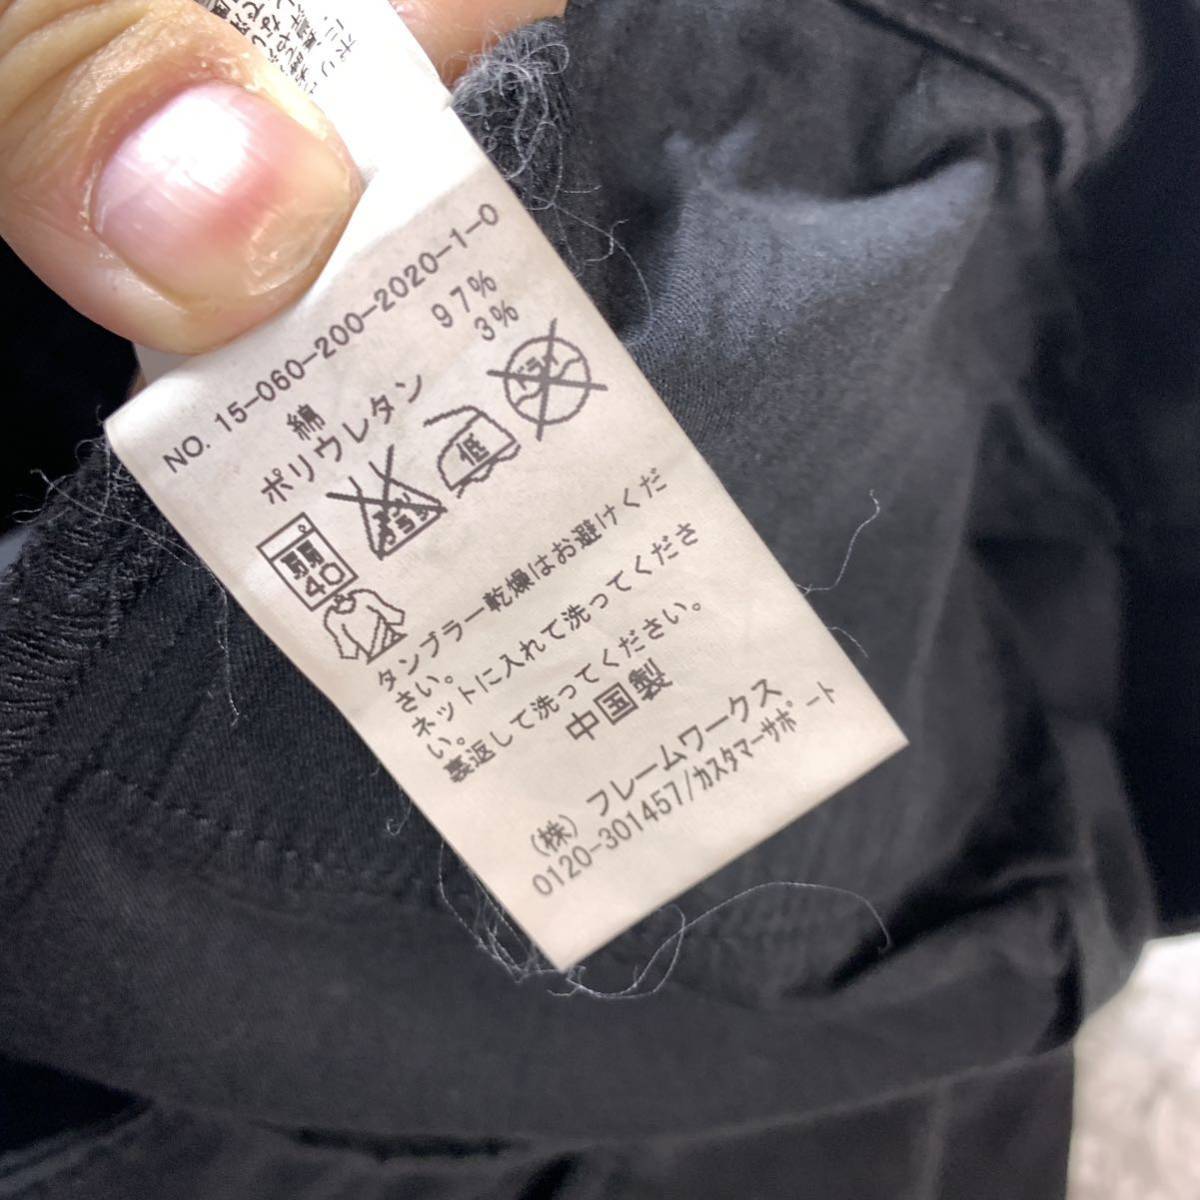 NO. 15-060-200-2020-1-0
綿 97%
ポリウレタン 3%
40
低
ドライ
タンブラー乾燥はお避けくだ
さい。
ネットに入れて洗ってくださ
い。
裏返して洗ってください。
中国製
(株) フレームワークス
0120-301457/カスタマーサポート